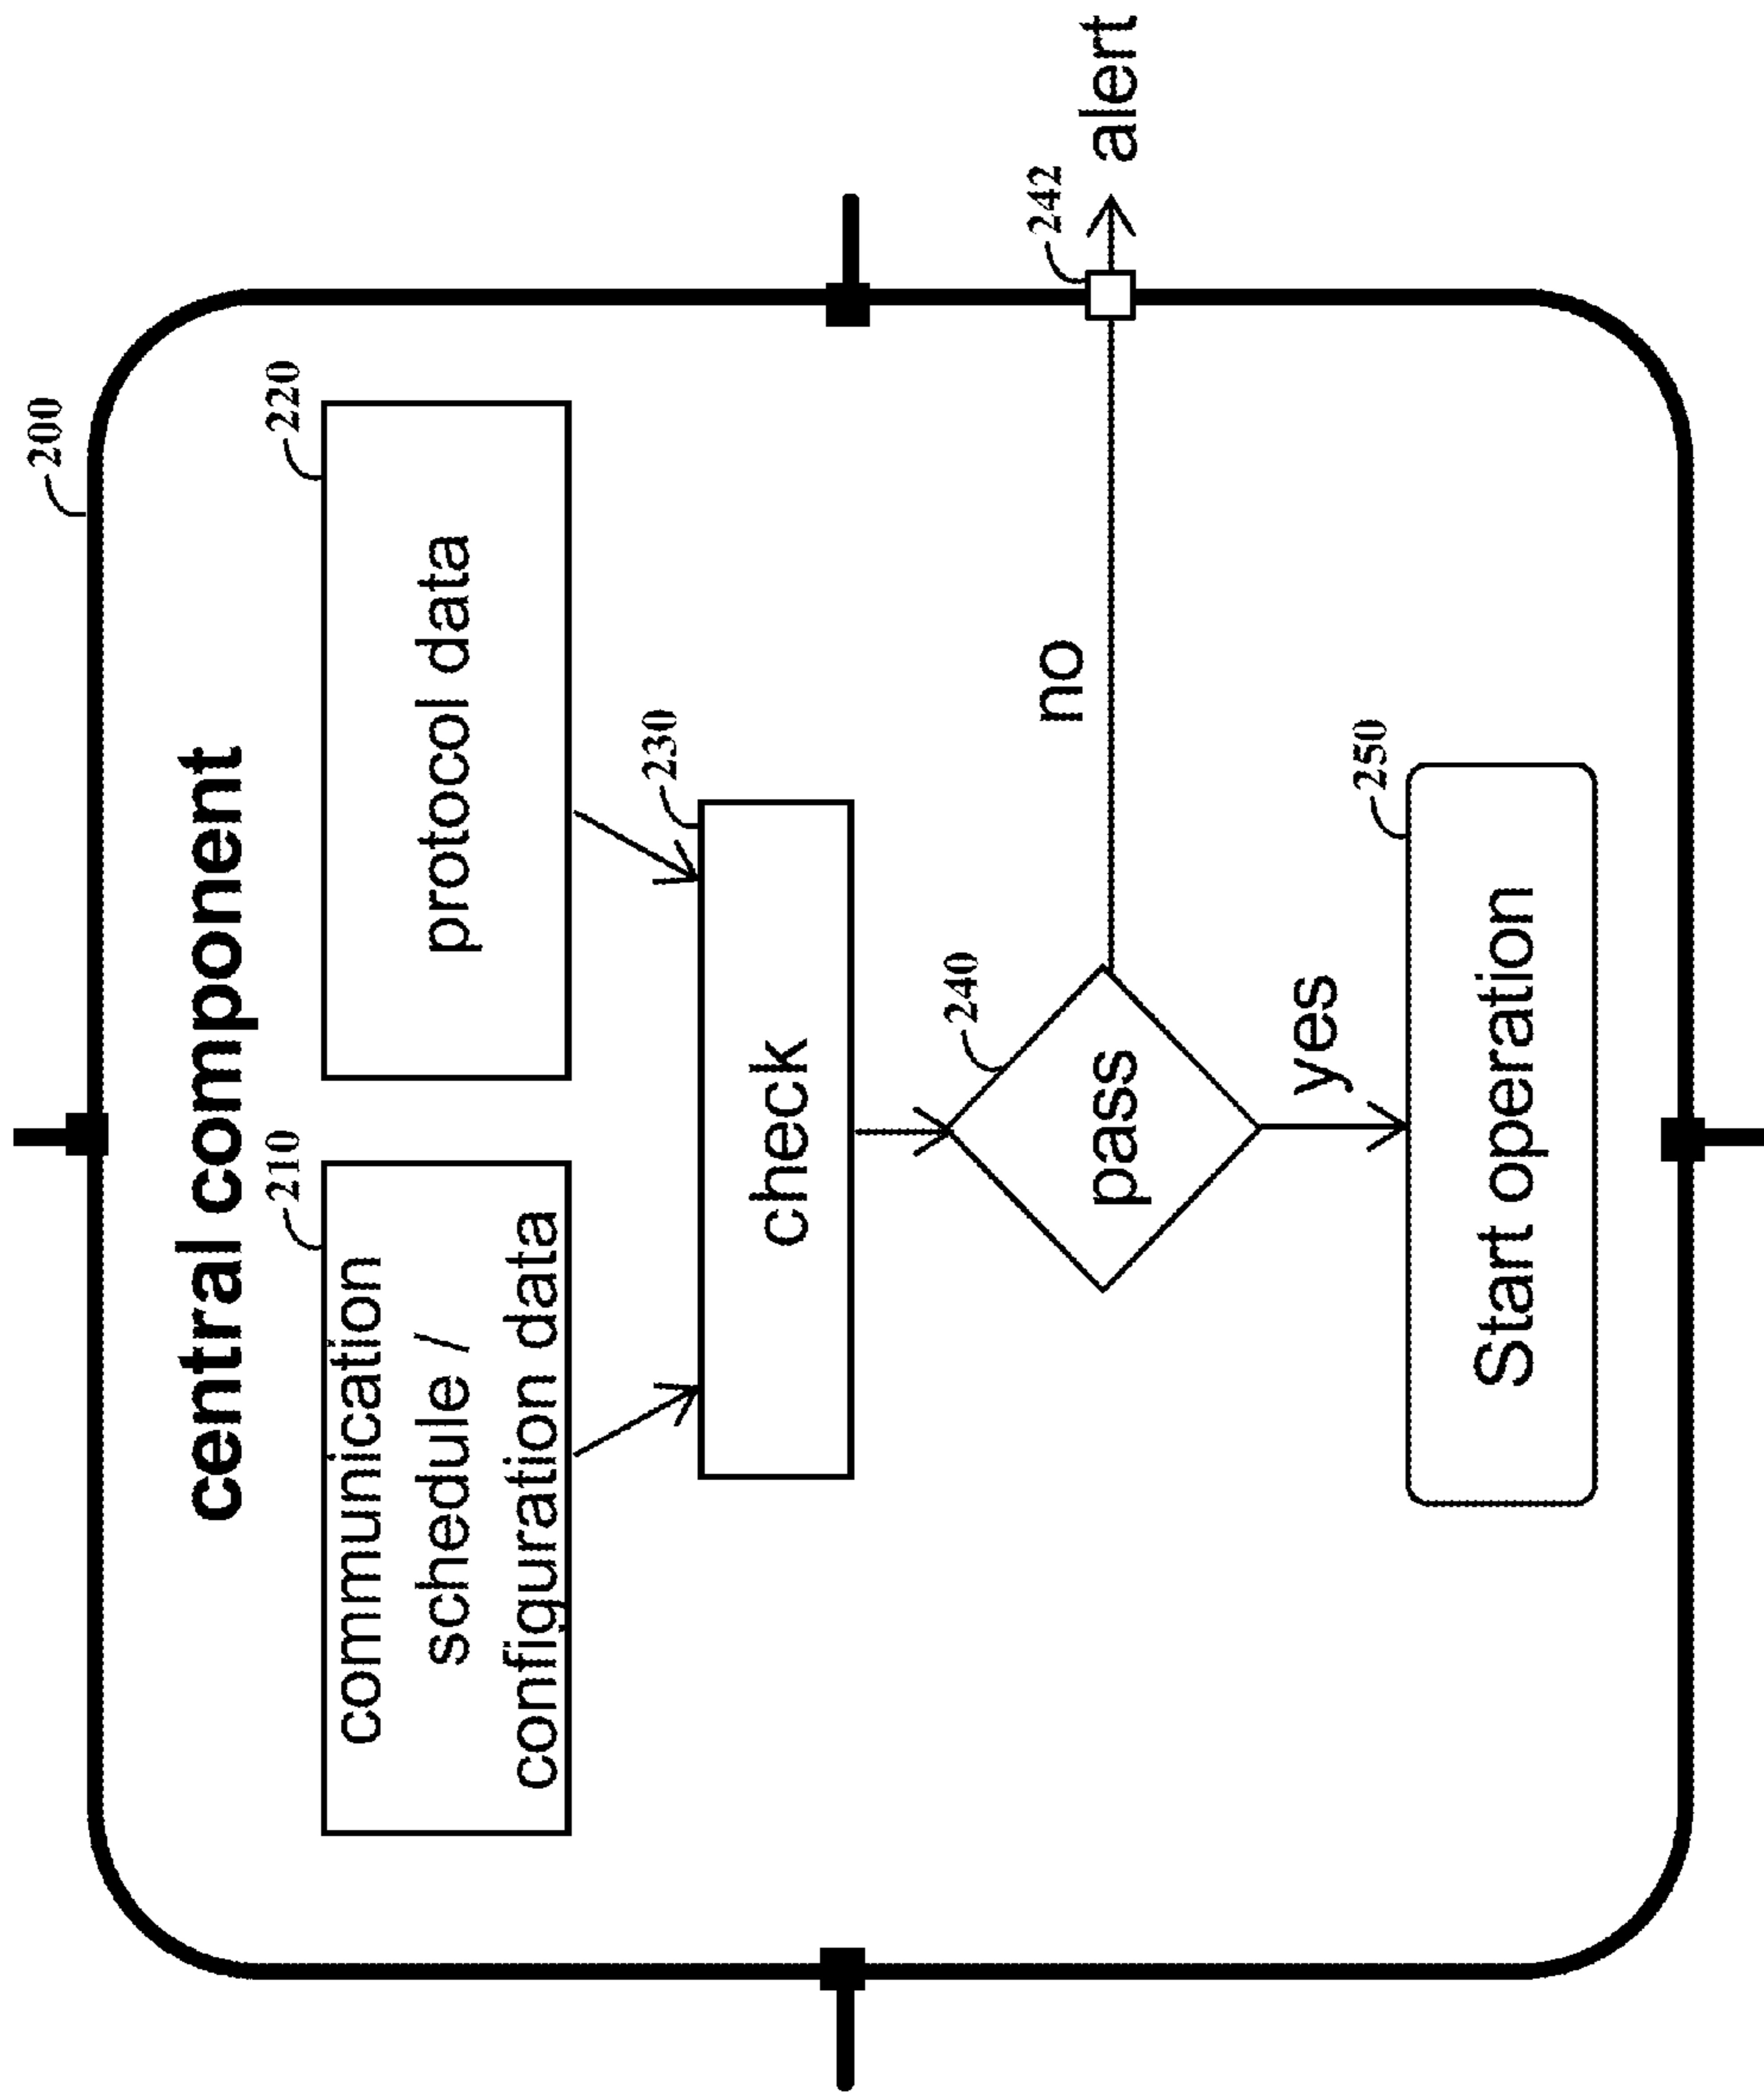 200
central component
210
220
communication
schedule /
configuration data
protocol data
230
check
240
pass
no
242
alert
yes
250
Start operation